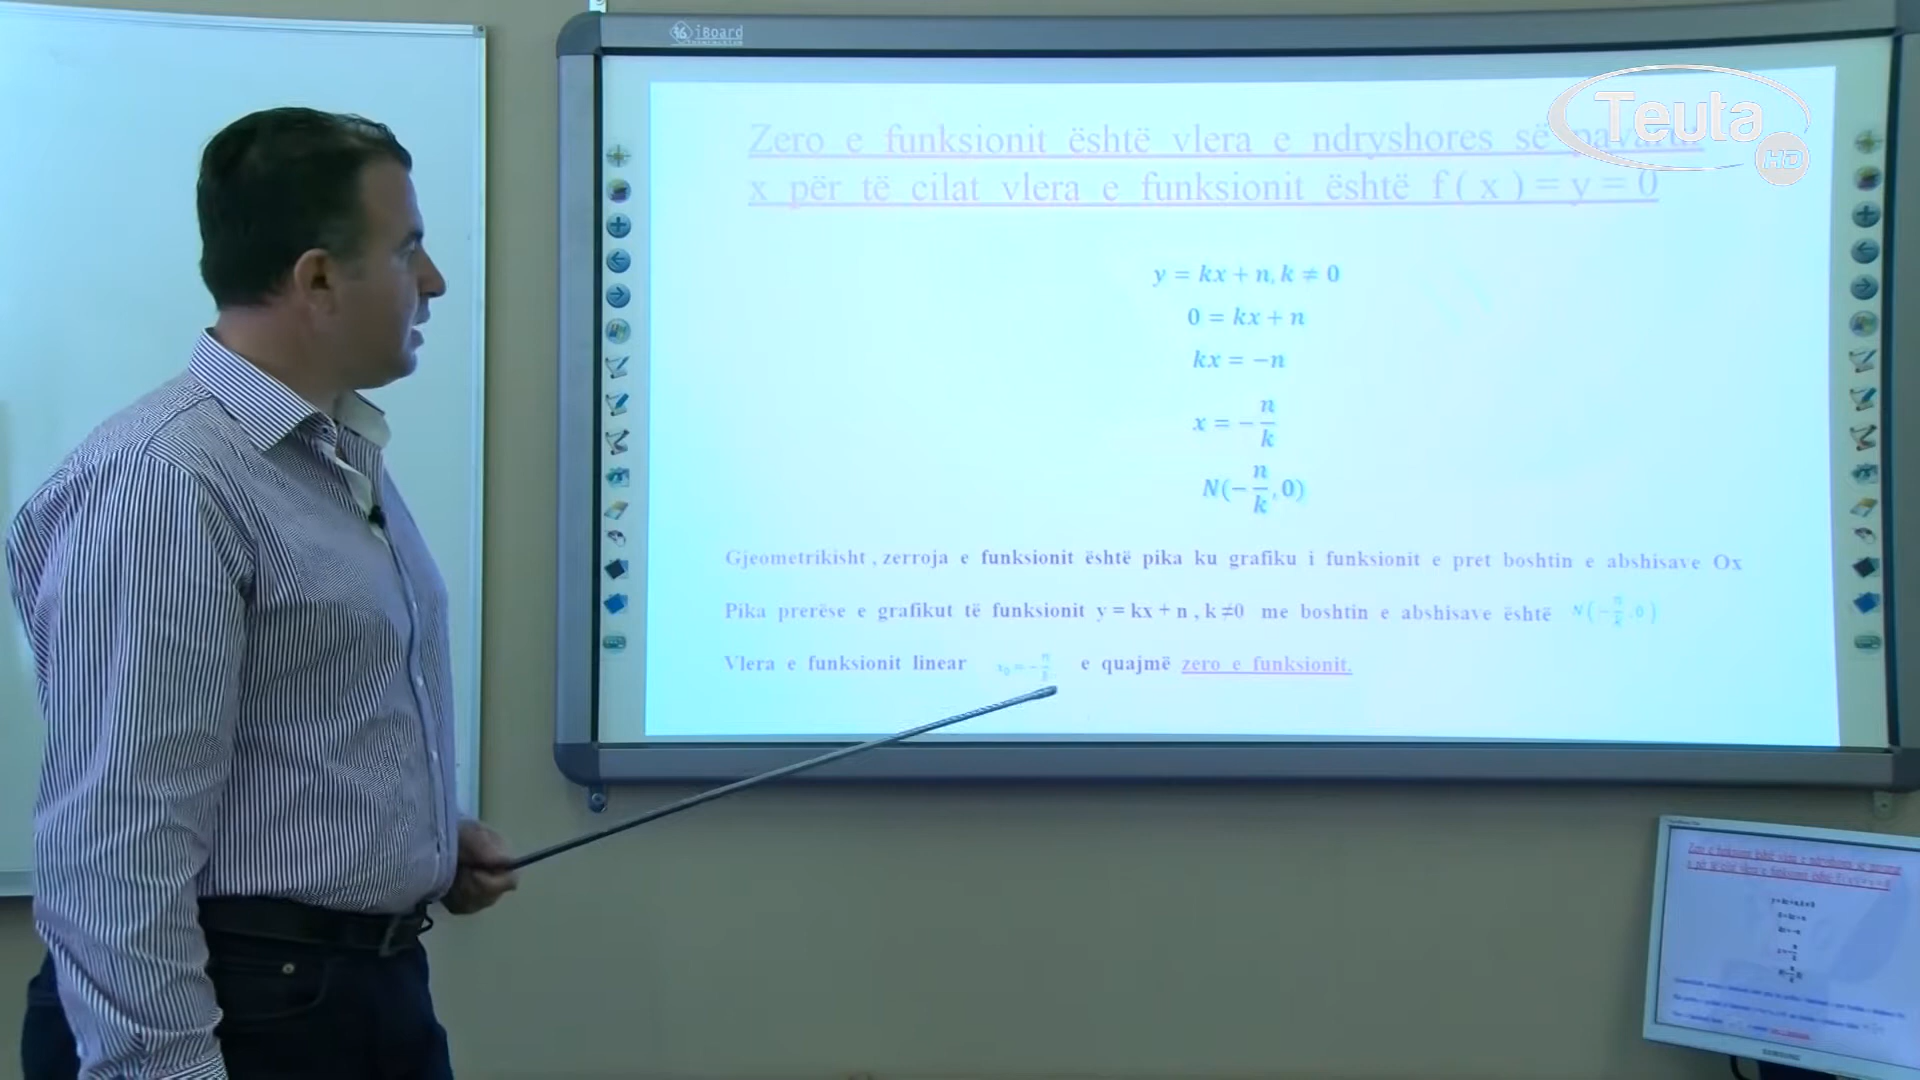 iBoard
Teuta
HD
Zero e funksionit është vlera e ndryshores së
x për të cilat vlera e funksionit është f ( x ) = y = 0
y = kx + n, k ≠ 0
0 = kx + n
kx = −n
x = − n/k
N(− n/k , 0)
Gjeometrikisht , zerroja e funksionit është pika ku grafiku i funksionit e pret boshtin e abshisave Ox
Pika prerëse e grafikut të funksionit y = kx + n , k ≠0 me boshtin e abshisave është N(− n/k , 0)
Vlera e funksionit linear x₀ = − n/k e quajmë zero e funksionit.
SAMSUNG